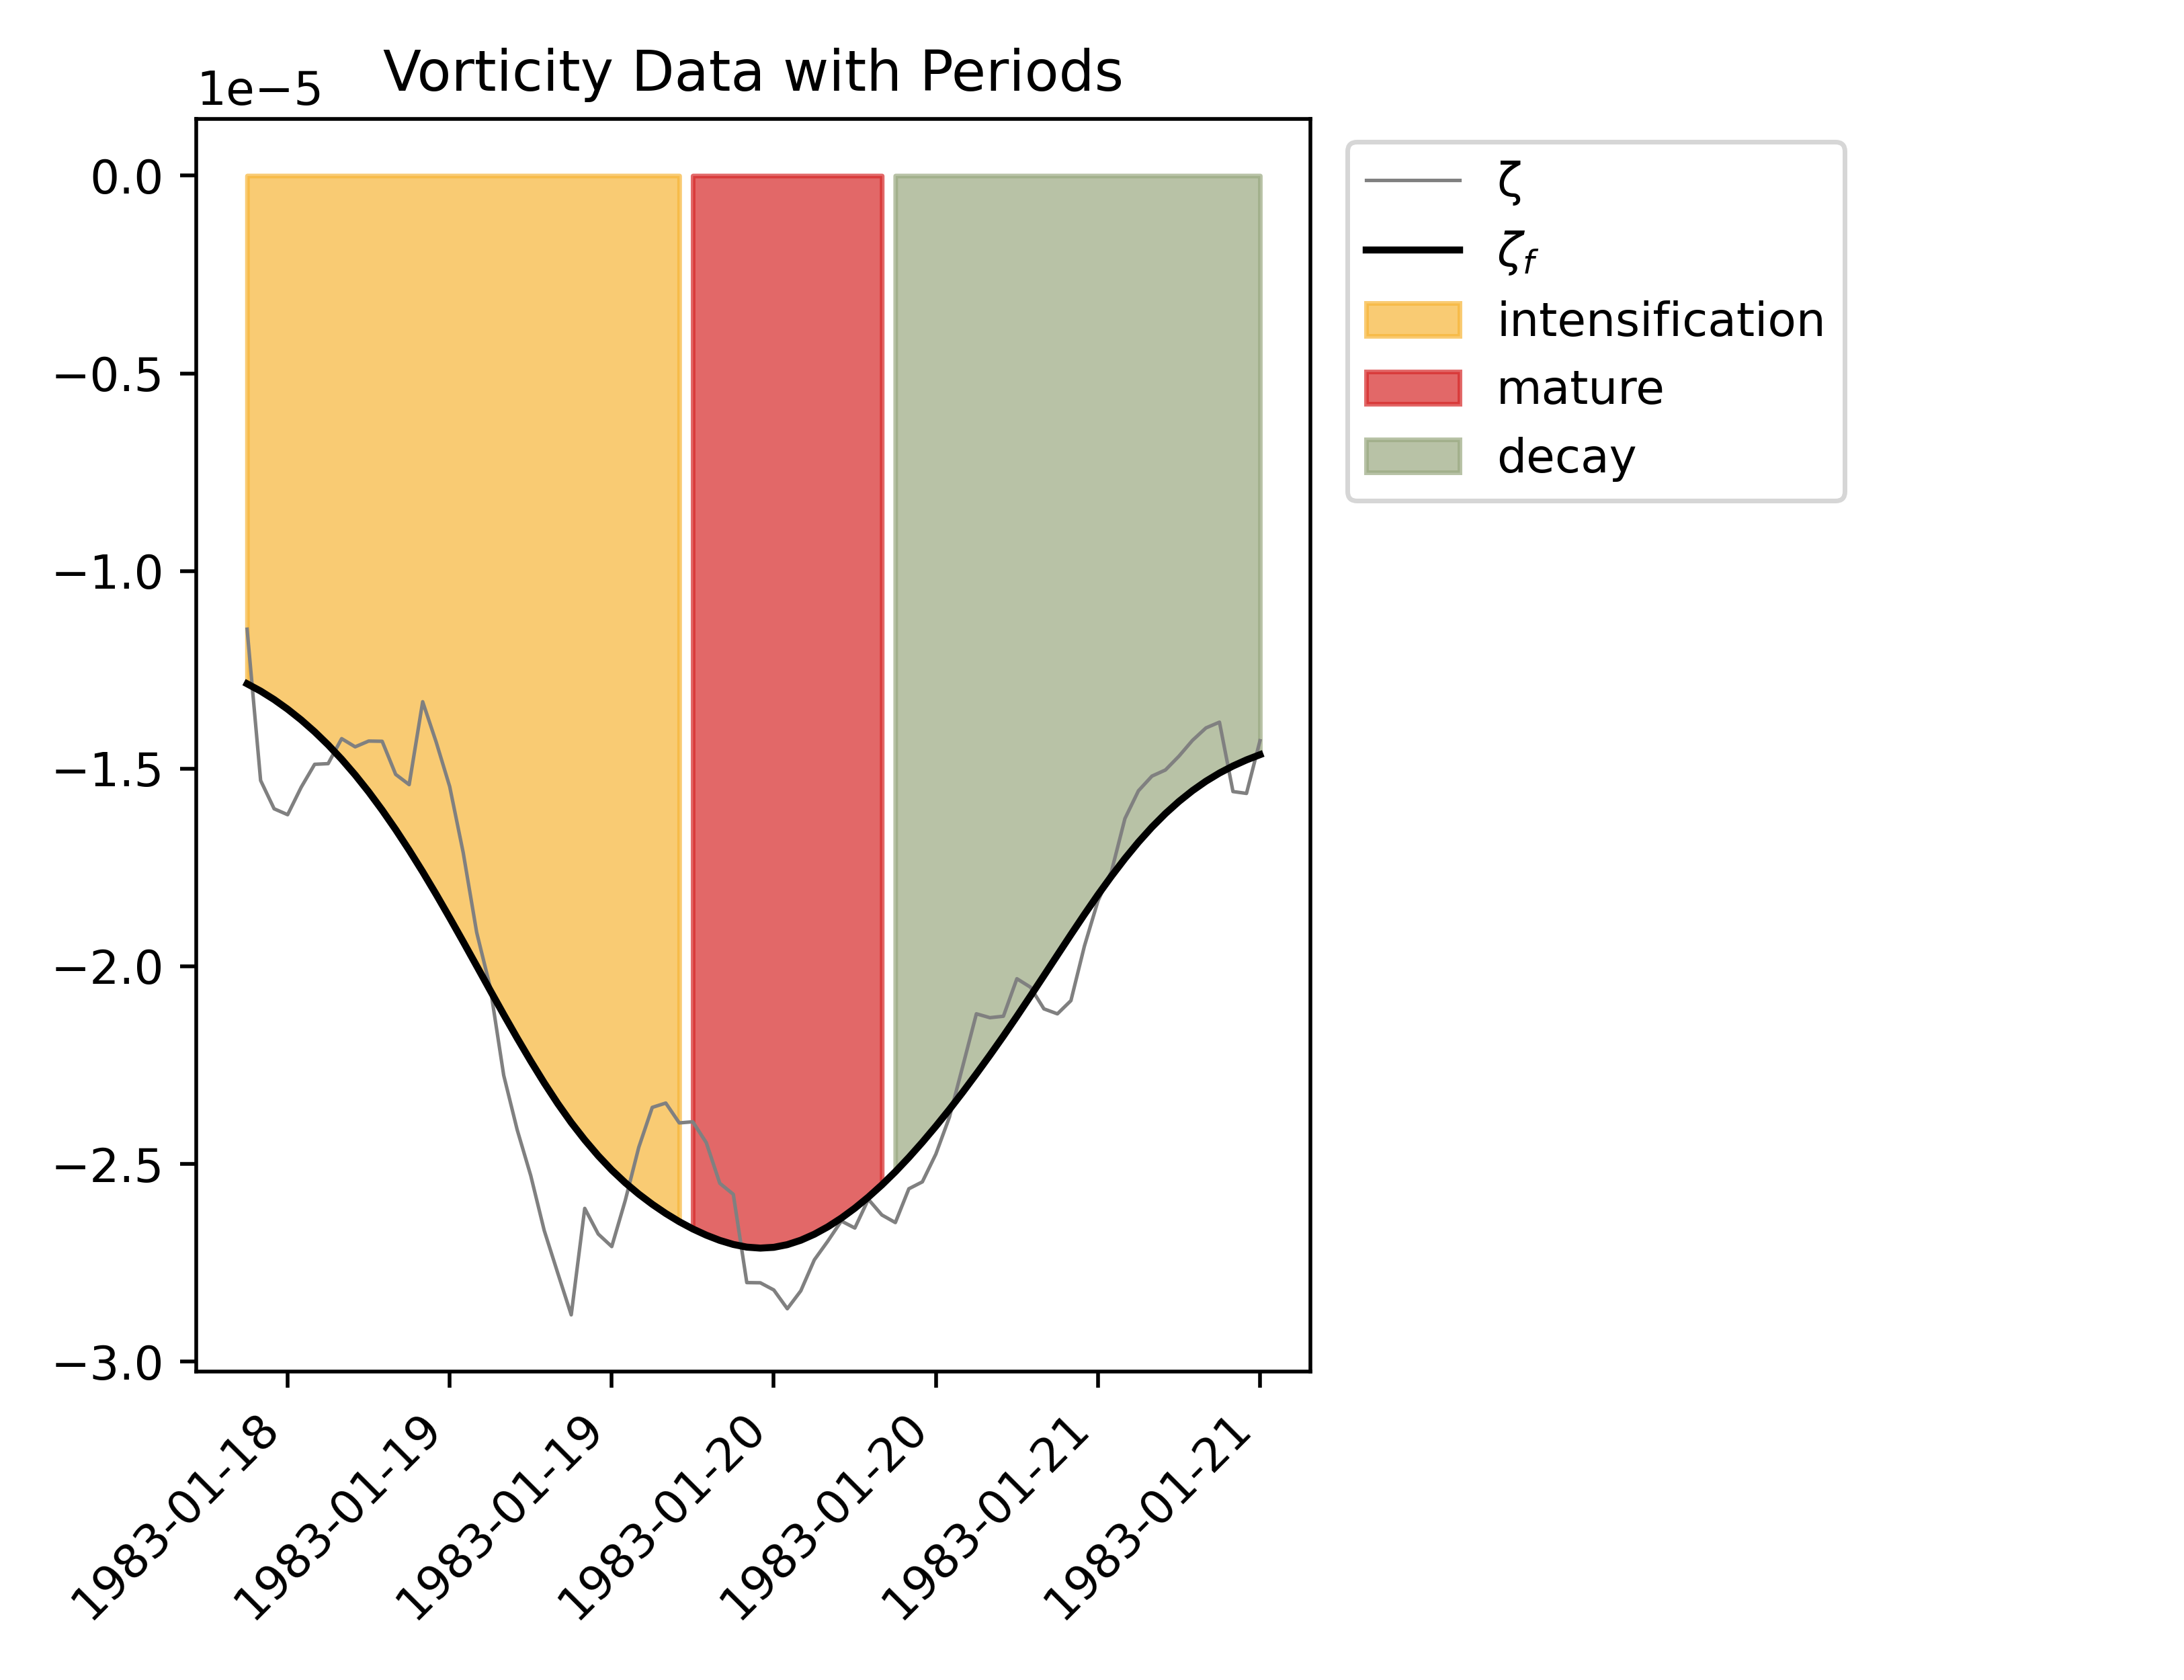 Vorticity Data with Periods
1e−5
0.0
−0.5
−1.0
−1.5
−2.0
−2.5
−3.0
1983-01-18
1983-01-19
1983-01-19
1983-01-20
1983-01-20
1983-01-21
1983-01-21
ζ
ζf
intensification
mature
decay